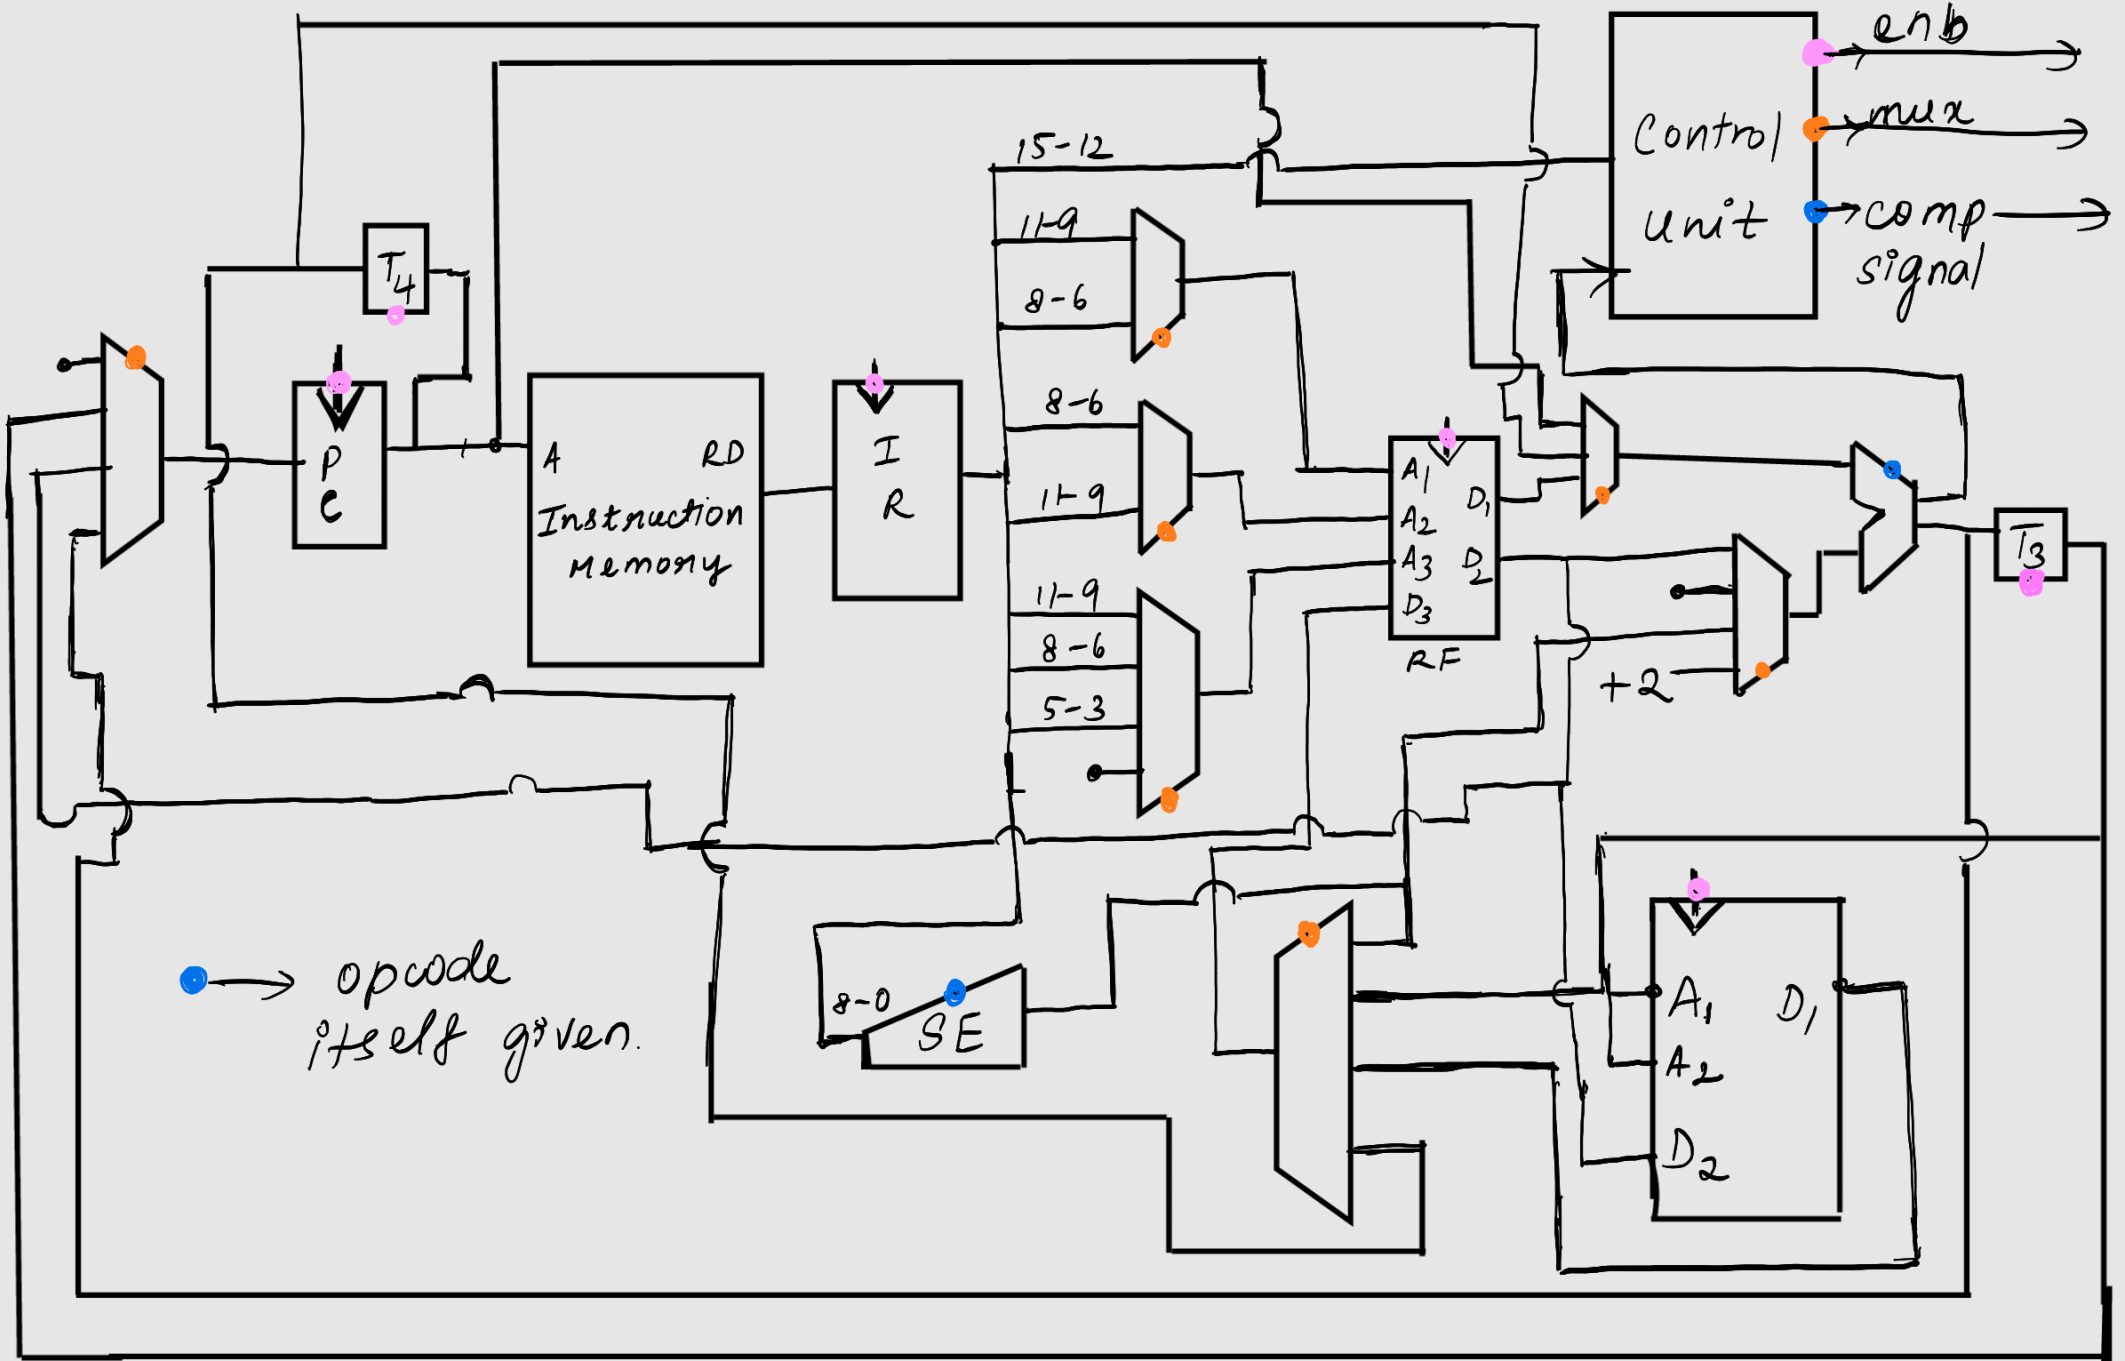 enb
mux
comp
signal
Control
unit
15-12
11-9
8-6
T4
P
C
A
RD
Instruction
Memory
I
R
8-6
11-9
11-9
8-6
5-3
A1
A2
A3
D3
D1
D2
RF
+2
T3
8-0
SE
A1
A2
D2
D1
opcode
itself given.